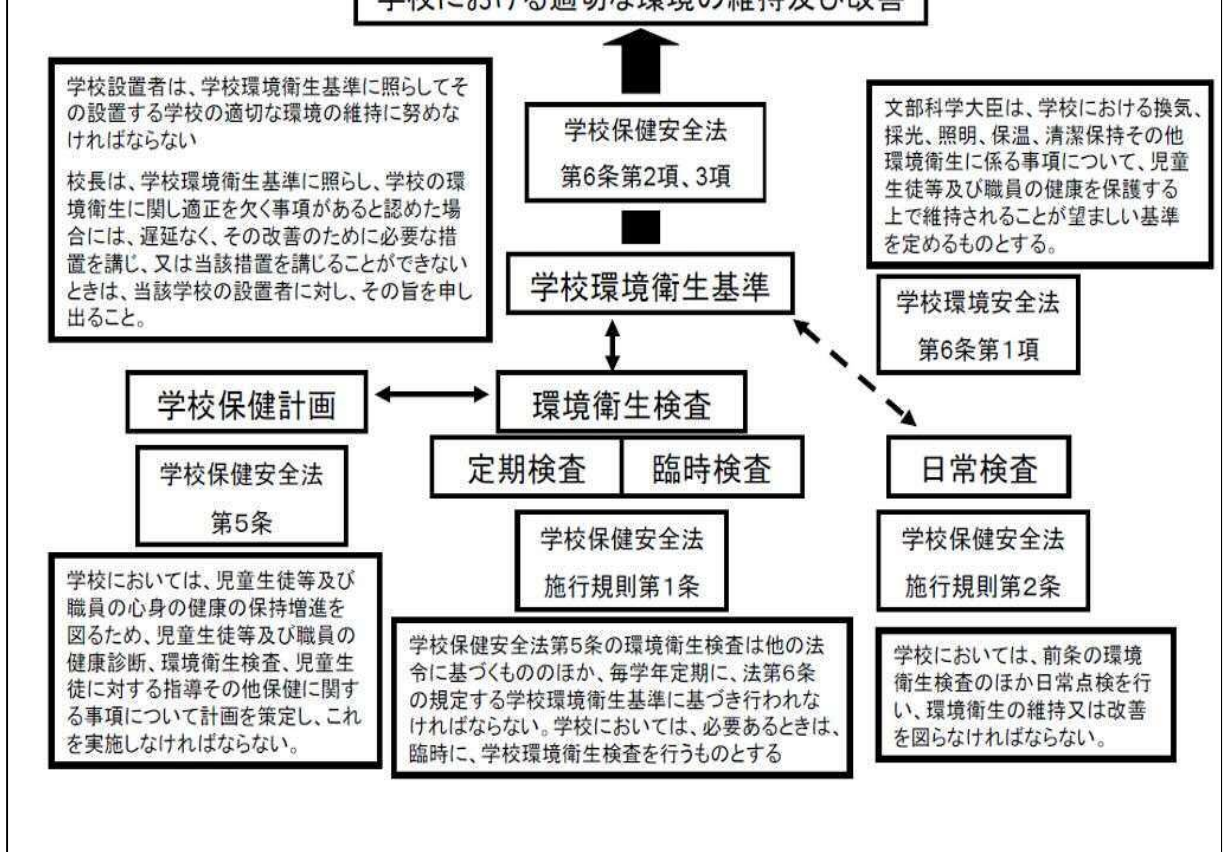 学校における適切な環境の維持及び改善
学校設置者は、学校環境衛生基準に照らしてそ
の設置する学校の適切な環境の維持に努めな
ければならない
校長は、学校環境衛生基準に照らし、学校の環
境衛生に関し適正を欠く事項があると認めた場
合には、遅延なく、その改善のために必要な措
置を講じ、又は当該措置を講じることができない
ときは、当該学校の設置者に対し、その旨を申し
出ること。
学校保健安全法
第6条第2項、3項
文部科学大臣は、学校における換気、
採光、照明、保温、清潔保持その他
環境衛生に係る事項について、児童
生徒等及び職員の健康を保護する
上で維持されることが望ましい基準
を定めるものとする。
学校環境衛生基準
学校環境安全法
第6条第1項
学校保健計画
環境衛生検査
定期検査
臨時検査
日常検査
学校保健安全法
第5条
学校保健安全法
施行規則第1条
学校保健安全法
施行規則第2条
学校においては、児童生徒等及び
職員の心身の健康の保持増進を
図るため、児童生徒等及び職員の
健康診断、環境衛生検査、児童生
徒に対する指導その他保健に関す
る事項について計画を策定し、これ
を実施しなければならない。
学校保健安全法第5条の環境衛生検査は他の法
令に基づくもののほか、毎学年定期に、法第6条
の規定する学校環境衛生基準に基づき行われな
ければならない。学校においては、必要あるときは、
臨時に、学校環境衛生検査を行うものとする
学校においては、前条の環境
衛生検査のほか日常点検を行
い、環境衛生の維持又は改善
を図らなければならない。